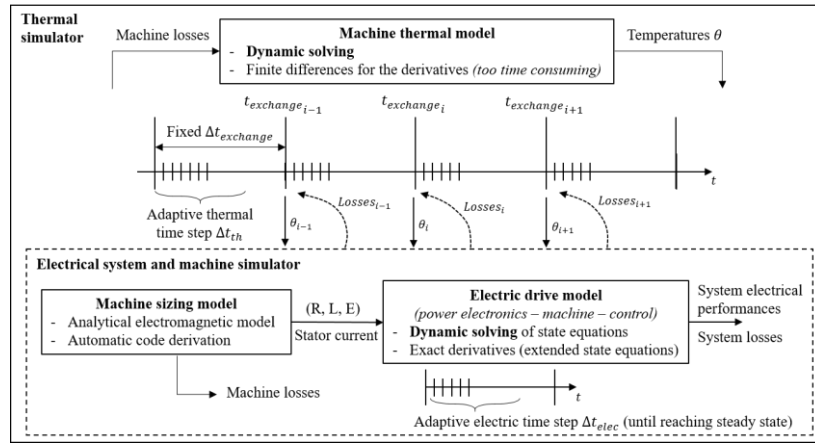 Thermal
simulator
Machine losses
Machine thermal model
- Dynamic solving
- Finite differences for the derivatives (too time consuming)
Temperatures θ
t_exchange_{i−1}
t_exchange_i
t_exchange_{i+1}
Fixed Δt_exchange
t
Adaptive thermal
time step Δt_th
θ_{i−1}
Losses_{i−1}
θ_i
Losses_i
θ_{i+1}
Losses_{i+1}
Electrical system and machine simulator
Machine sizing model
- Analytical electromagnetic model
- Automatic code derivation
(R, L, E)
Stator current
Electric drive model
(power electronics – machine – control)
- Dynamic solving of state equations
- Exact derivatives (extended state equations)
System electrical
performances
System losses
Machine losses
t
Adaptive electric time step Δt_elec (until reaching steady state)